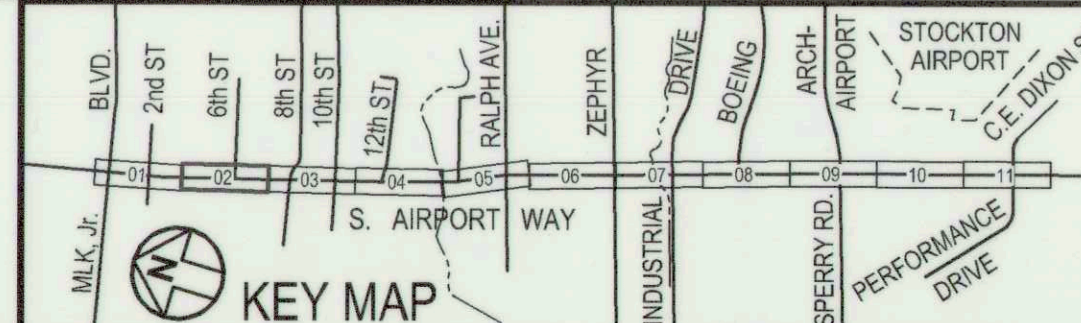 BLVD.
MLK, Jr.
2nd ST
6th ST
8th ST
10th ST
12th ST
RALPH AVE.
ZEPHYR
INDUSTRIAL
DRIVE
BOEING
ARCH-
AIRPORT
SPERRY RD.
STOCKTON
AIRPORT
C.E. DIXON S
PERFORMANCE
DRIVE
01
02
03
04
05
06
07
08
09
10
11
S. AIRPORT WAY
N
KEY MAP